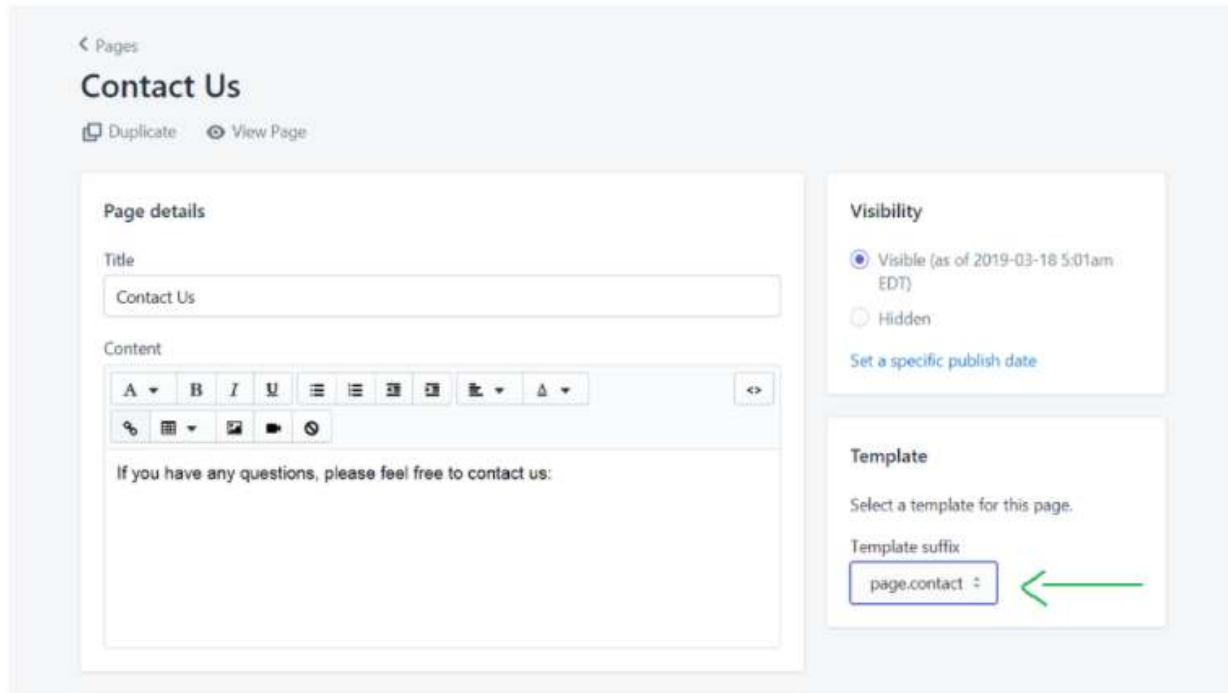 Pages
Contact Us
Duplicate View Page
Page details
Title
Contact Us
Content
A B I U A <>
If you have any questions, please feel free to contact us:
Visibility
Visible (as of 2019-03-18 5:01am
EDT)
Hidden
Set a specific publish date
Template
Select a template for this page.
Template suffix
page.contact